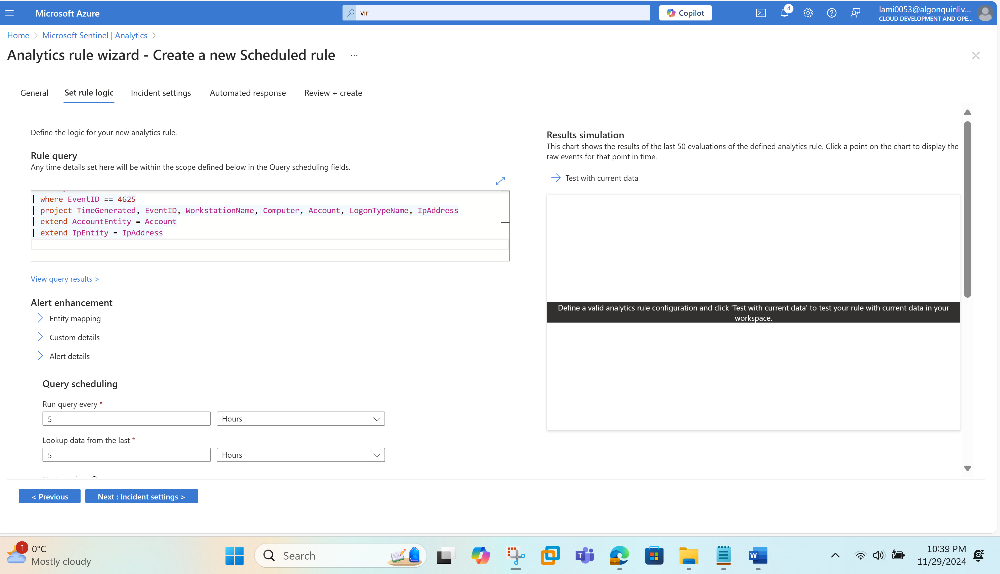 Microsoft Azure
vir
Copilot
4
lami0053@algonquinliv...
CLOUD DEVELOPMENT AND OPE...
Home > Microsoft Sentinel | Analytics >
Analytics rule wizard - Create a new Scheduled rule ...
General Set rule logic Incident settings Automated response Review + create
Define the logic for your new analytics rule.
Rule query
Any time details set here will be within the scope defined below in the Query scheduling fields.
| where EventID == 4625
| project TimeGenerated, EventID, WorkstationName, Computer, Account, LogonTypeName, IpAddress
| extend AccountEntity = Account
| extend IpEntity = IpAddress
View query results >
Alert enhancement
Entity mapping
Custom details
Alert details
Query scheduling
Run query every *
5 Hours
Lookup data from the last *
5 Hours
Results simulation
This chart shows the results of the last 50 evaluations of the defined analytics rule. Click a point on the chart to display the
raw events for that point in time.
Test with current data
Define a valid analytics rule configuration and click 'Test with current data' to test your rule with current data in your
workspace.
< Previous Next : Incident settings >
1
0°C
Mostly cloudy
Search
T
W
10:39 PM
11/29/2024